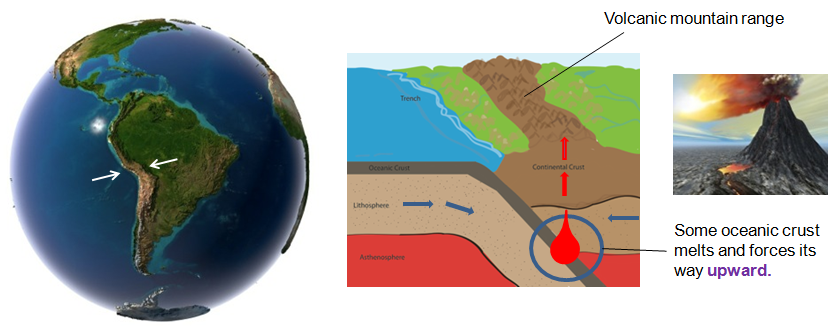 Volcanic mountain range
Trench
Oceanic Crust
Continental Crust
Lithosphere
Asthenosphere
Some oceanic crust
melts and forces its
way upward.